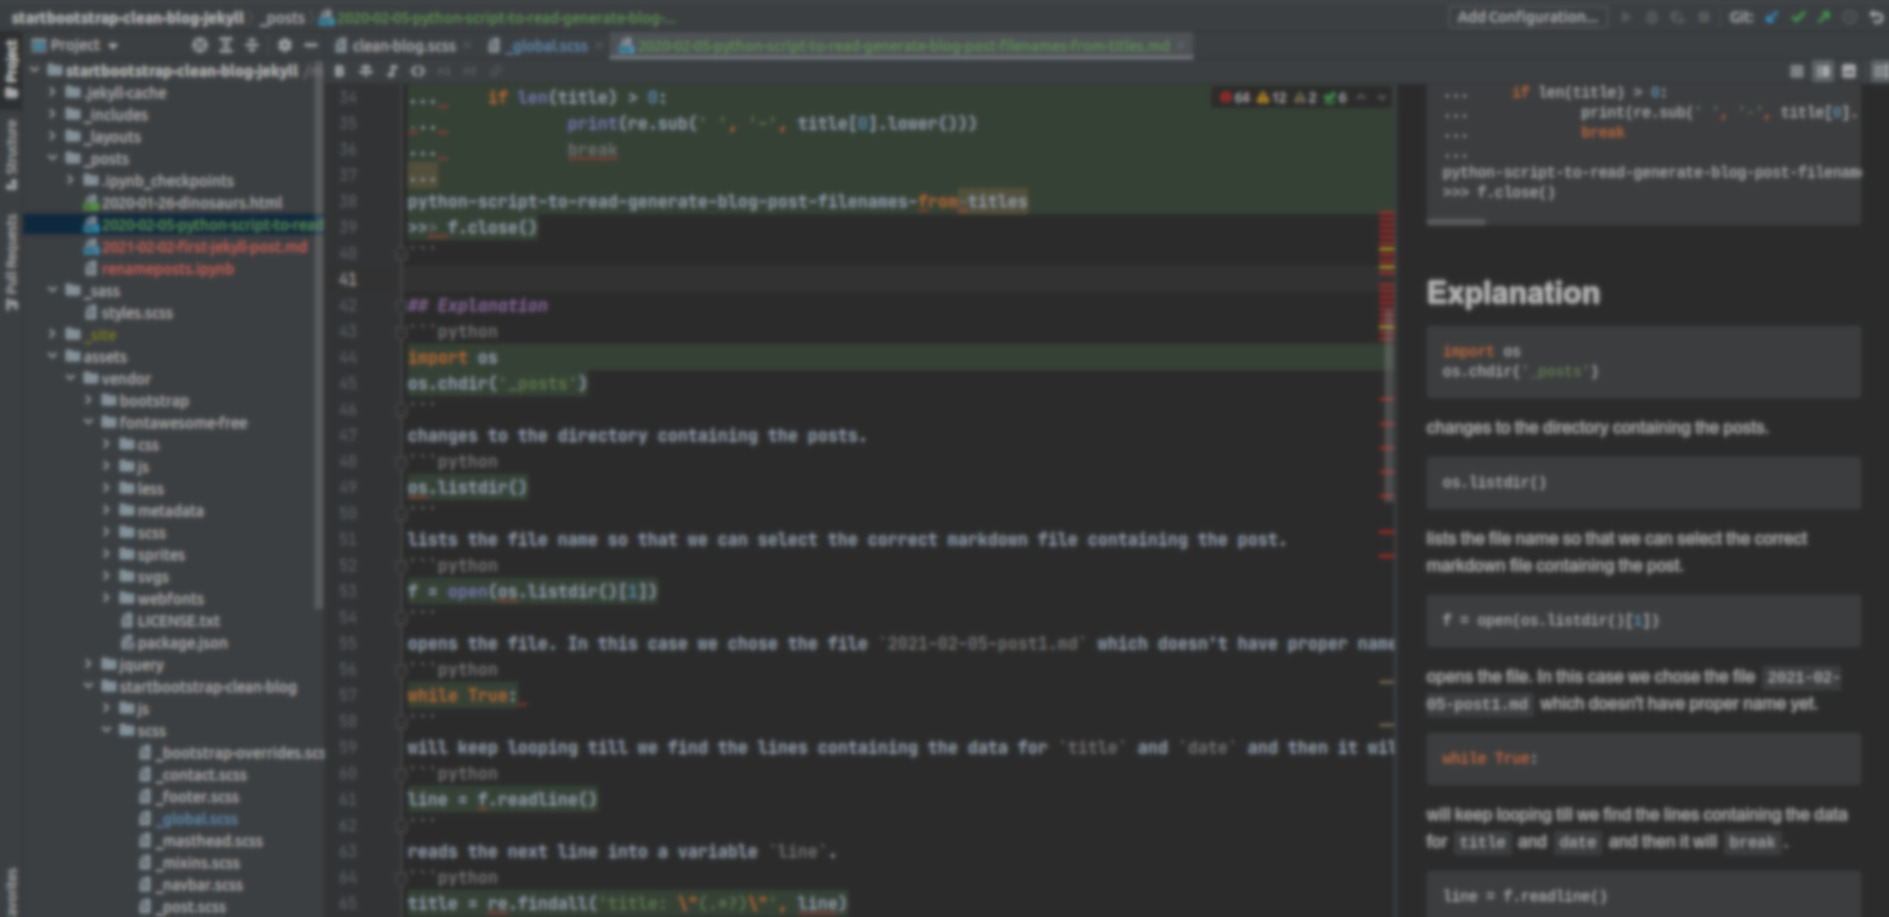 startbootstrap-clean-blog-jekyll _posts 2020-02-05-python-script-to-read-generate-blog-...
Add Configuration... Git:
Project
clean-blog.scss
_global.scss
2020-02-05-python-script-to-read-generate-blog-post-filenames-from-titles.md
Project
Structure
Pull Requests
startbootstrap-clean-blog-jekyll
.jekyll-cache
_includes
_layouts
_posts
.ipynb_checkpoints
2020-01-26-dinosaurs.html
2020-02-05-python-script-to-read
2021-02-02-first-jekyll-post.md
renameposts.ipynb
_sass
styles.scss
_site
assets
vendor
bootstrap
fontawesome-free
css
js
less
metadata
scss
sprites
svgs
webfonts
LICENSE.txt
package.json
jquery
startbootstrap-clean-blog
js
scss
_bootstrap-overrides.scs
_contact.scss
_footer.scss
_global.scss
_masthead.scss
_mixins.scss
_navbar.scss
_post.scss
34 ... if len(title) > 0:
35 ... print(re.sub(' ', '-', title[0].lower()))
36 ... break
37 ...
38 python-script-to-read-generate-blog-post-filenames-from-titles
39 >>> f.close()
40 ```
41
42 ## Explanation
43 ```python
44 import os
45 os.chdir('_posts')
46 ```
47 changes to the directory containing the posts.
48 ```python
49 os.listdir()
50 ```
51 lists the file name so that we can select the correct markdown file containing the post.
52 ```python
53 f = open(os.listdir()[1])
54 ```
55 opens the file. In this case we chose the file `2021-02-05-post1.md` which doesn't have proper name
56 ```python
57 while True:
58 ```
59 will keep looping till we find the lines containing the data for `title` and `date` and then it wil
60 ```python
61 line = f.readline()
62 ```
63 reads the next line into a variable `line`.
64 ```python
65 title = re.findall('title: \"(.+?)\"', line)
12 2 6
... if len(title) > 0:
... print(re.sub(' ', '-', title[0].
... break
...
python-script-to-read-generate-blog-post-filenam
>>> f.close()
Explanation
import os
os.chdir('_posts')
changes to the directory containing the posts.
os.listdir()
lists the file name so that we can select the correct
markdown file containing the post.
f = open(os.listdir()[1])
opens the file. In this case we chose the file 2021-02-
05-post1.md which doesn't have proper name yet.
while True:
will keep looping till we find the lines containing the data
for title and date and then it will break .
line = f.readline()